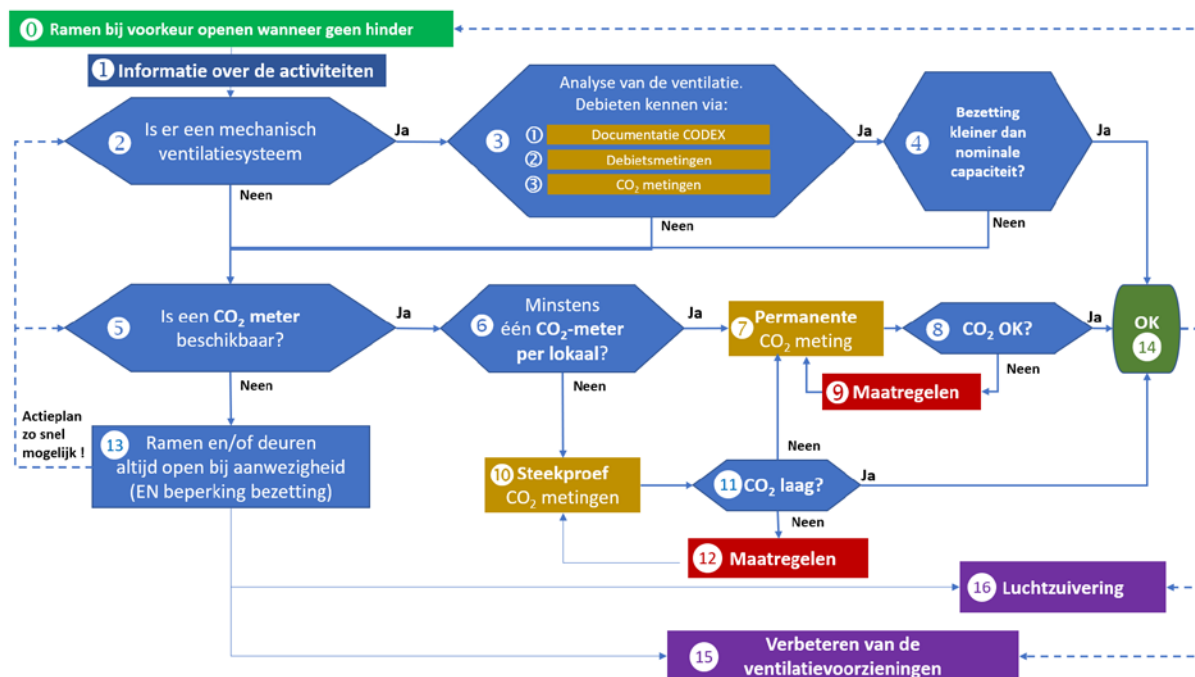 0 Ramen bij voorkeur openen wanneer geen hinder
1 Informatie over de activiteiten
2 Is er een mechanisch
ventilatiesysteem
Ja
Neen
3 Analyse van de ventilatie.
Debieten kennen via:
① Documentatie CODEX
② Debietsmetingen
③ CO₂ metingen
Ja
Neen
4 Bezetting
kleiner dan
nominale
capaciteit?
Ja
Neen
5 Is een CO₂ meter
beschikbaar?
Ja
Neen
6 Minstens
één CO₂-meter
per lokaal?
Ja
Neen
7 Permanente
CO₂ meting
8 CO₂ OK?
Ja
Neen
9 Maatregelen
OK
14
Actieplan
zo snel
mogelijk !
13 Ramen en/of deuren
altijd open bij aanwezigheid
(EN beperking bezetting)
10 Steekproef
CO₂ metingen
Neen
11 CO₂ laag?
Ja
Neen
12 Maatregelen
16 Luchtzuivering
15 Verbeteren van de
ventilatievoorzieningen